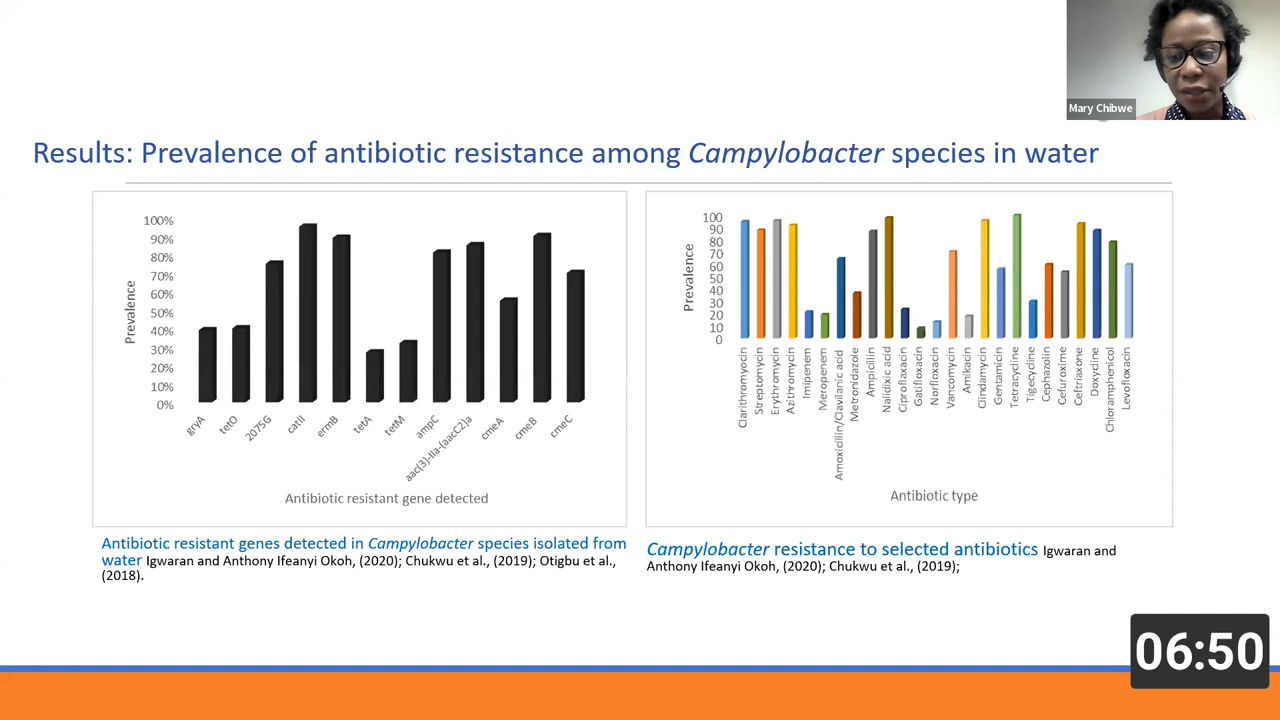 Mary Chibwe
Results: Prevalence of antibiotic resistance among Campylobacter species in water
100%
90%
80%
70%
60%
50%
40%
30%
20%
10%
0%
Prevalence
gryA
tetO
2075G
catII
ermB
tetA
tetM
ampC
aac(3)-IIa-(aacC2)a
cmeA
cmeB
cmeC
Antibiotic resistant gene detected
100
90
80
70
60
50
40
30
20
10
0
Prevalence
Clarithromyocin
Streptomycin
Erythromycin
Azithromycin
Imipenem
Meropenem
Amoxicillin/Clavilanic acid
Metronidazole
Ampicillin
Nalidixic acid
Ciproflaxacin
Gatifloxacin
Norfloxacin
Vancomycin
Amikacin
Clindamycin
Gentamicin
Tetracycline
Tigecycline
Cephazolin
Cefuroxime
Ceftriaxone
Doxycline
Chloramphenicol
Levofloxacin
Antibiotic type
Antibiotic resistant genes detected in Campylobacter species isolated from
water Igwaran and Anthony Ifeanyi Okoh, (2020); Chukwu et al., (2019); Otigbu et al.,
(2018).
Campylobacter resistance to selected antibiotics Igwaran and
Anthony Ifeanyi Okoh, (2020); Chukwu et al., (2019);
06:50